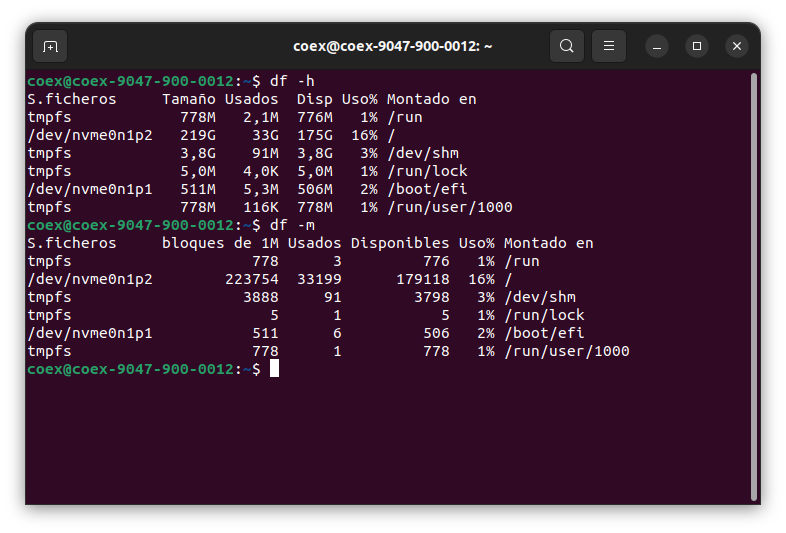 coex@coex-9047-900-0012: ~
coex@coex-9047-900-0012:~$ df -h
S.ficheros     Tamaño Usados  Disp Uso% Montado en
tmpfs            778M   2,1M  776M   1% /run
/dev/nvme0n1p2   219G    33G  175G  16% /
tmpfs            3,8G    91M  3,8G   3% /dev/shm
tmpfs            5,0M   4,0K  5,0M   1% /run/lock
/dev/nvme0n1p1   511M   5,3M  506M   2% /boot/efi
tmpfs            778M   116K  778M   1% /run/user/1000
coex@coex-9047-900-0012:~$ df -m
S.ficheros     bloques de 1M Usados Disponibles Uso% Montado en
tmpfs                    778      3         776   1% /run
/dev/nvme0n1p2        223754  33199      179118  16% /
tmpfs                   3888     91        3798   3% /dev/shm
tmpfs                      5      1           5   1% /run/lock
/dev/nvme0n1p1           511      6         506   2% /boot/efi
tmpfs                    778      1         778   1% /run/user/1000
coex@coex-9047-900-0012:~$